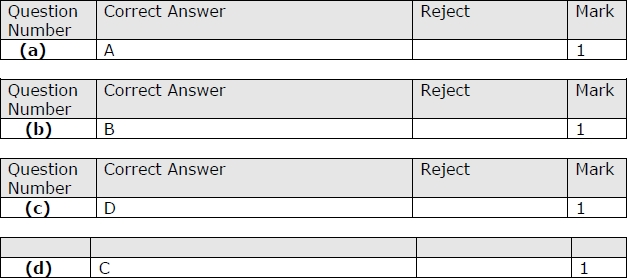 Question Number Correct Answer Reject Mark
(a) A 1
Question Number Correct Answer Reject Mark
(b) B 1
Question Number Correct Answer Reject Mark
(c) D 1
(d) C 1